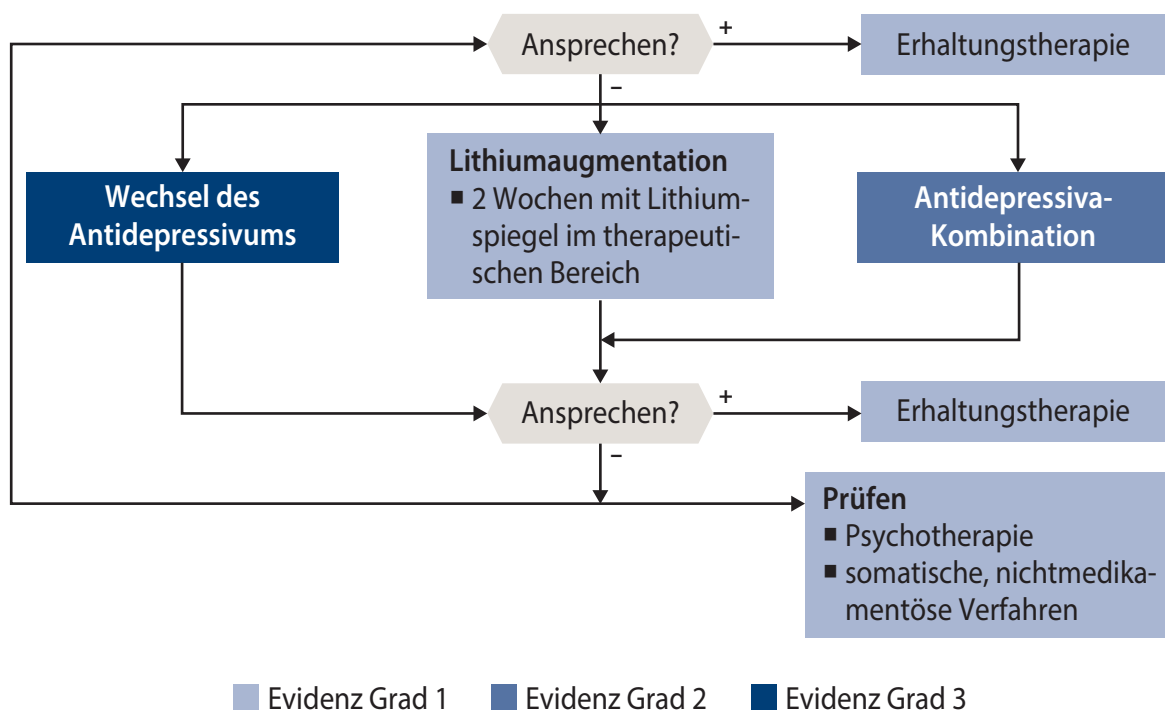 Ansprechen?
+
Erhaltungstherapie
–
Wechsel des
Antidepressivums
Lithiumaugmentation
■ 2 Wochen mit Lithium-
spiegel im therapeuti-
schen Bereich
Antidepressiva-
Kombination
Ansprechen?
+
Erhaltungstherapie
–
Prüfen
■ Psychotherapie
■ somatische, nichtmedika-
mentöse Verfahren
Evidenz Grad 1
Evidenz Grad 2
Evidenz Grad 3